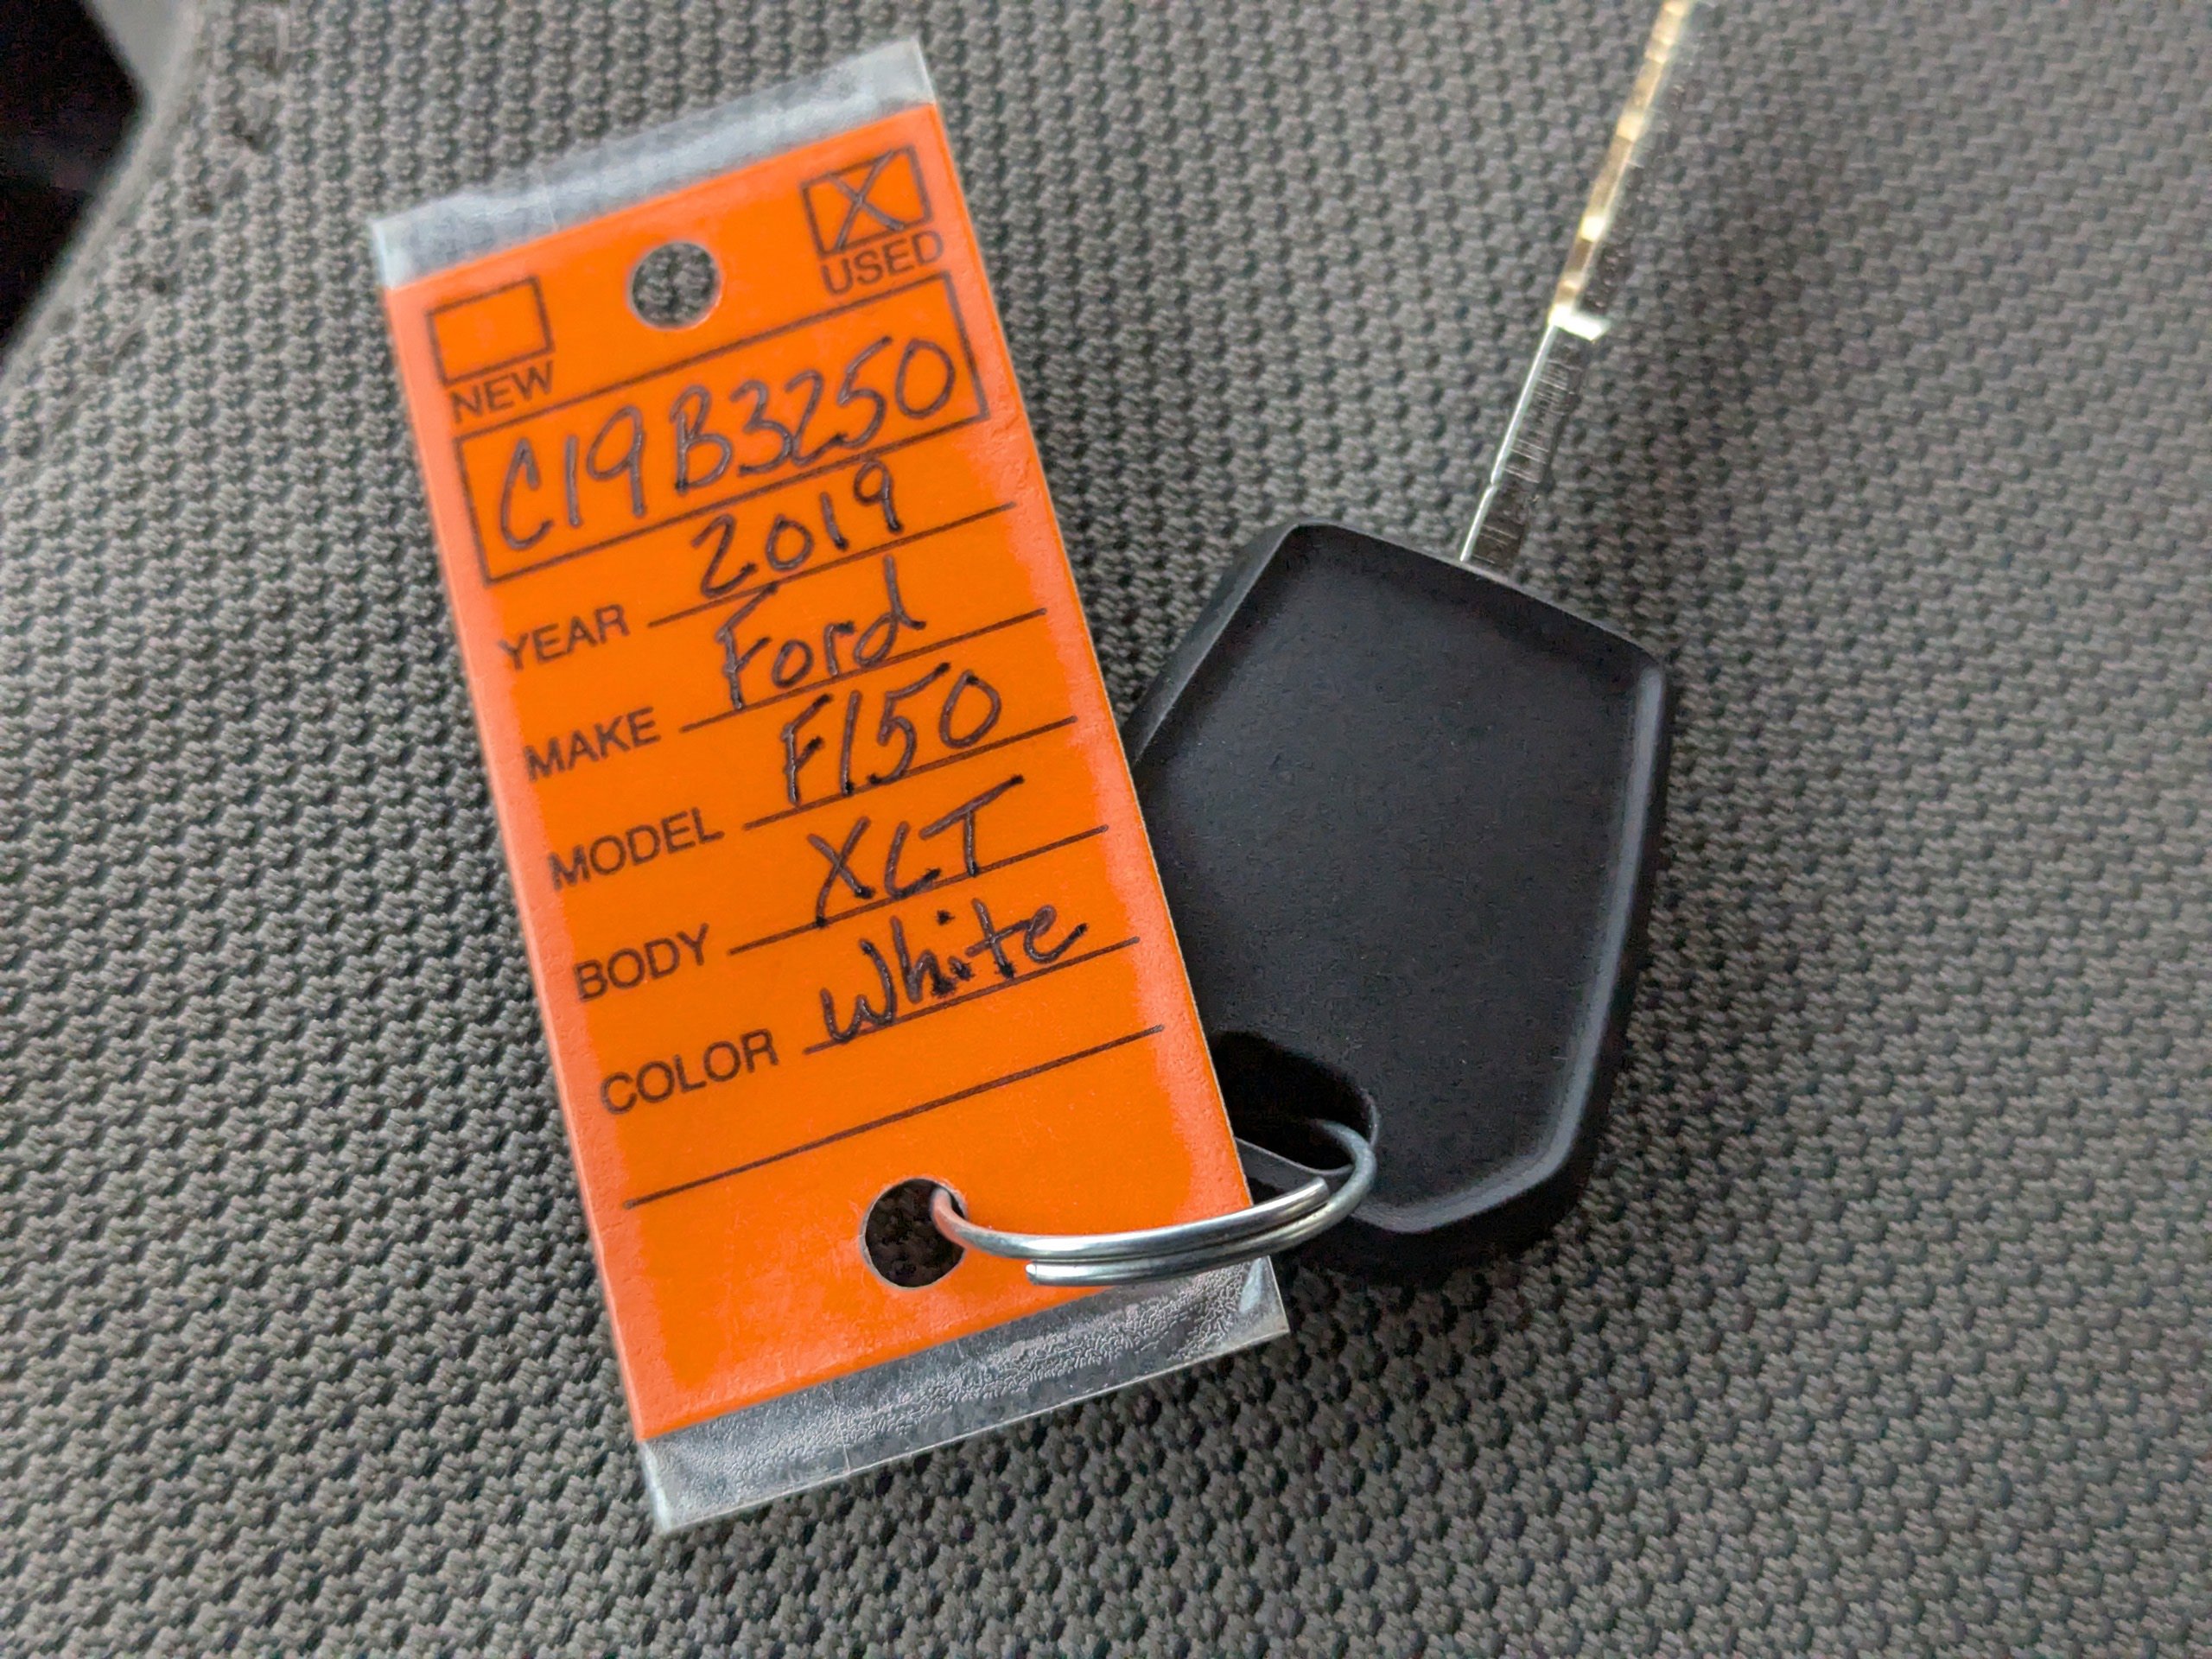 NEW
X USED
C19B3250
YEAR 2019
MAKE Ford
MODEL F150
BODY XLT
COLOR White